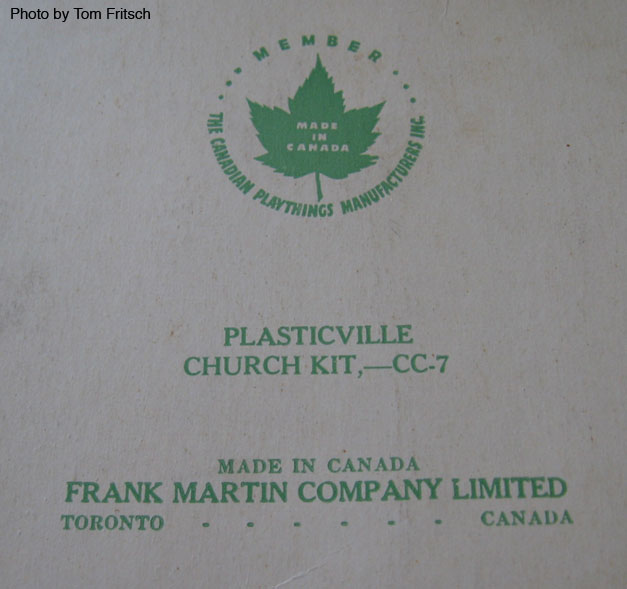 Photo by Tom Fritsch
MEMBER
MADE
IN
CANADA
THE CANADIAN PLAYTHINGS MANUFACTURERS INC.
PLASTICVILLE
CHURCH KIT,—CC-7
MADE IN CANADA
FRANK MARTIN COMPANY LIMITED
TORONTO - - - - - - CANADA